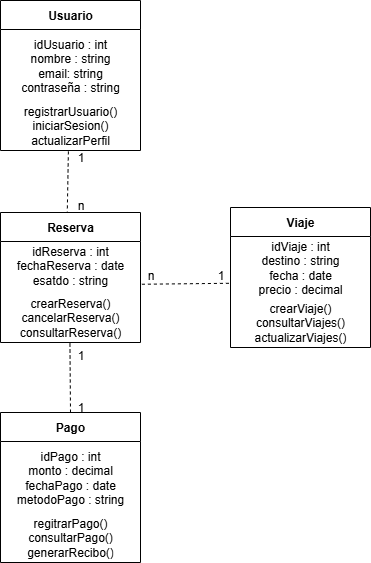 Usuario
idUsuario : int
nombre : string
email: string
contraseña : string
registrarUsuario()
iniciarSesion()
actualizarPerfil
1
n
Reserva
idReserva : int
fechaReserva : date
esatdo : string
crearReserva()
cancelarReserva()
consultarReserva()
n
1
Viaje
idViaje : int
destino : string
fecha : date
precio : decimal
crearViaje()
consultarViajes()
actualizarViajes()
1
1
Pago
idPago : int
monto : decimal
fechaPago : date
metodoPago : string
regitrarPago()
consultarPago()
generarRecibo()